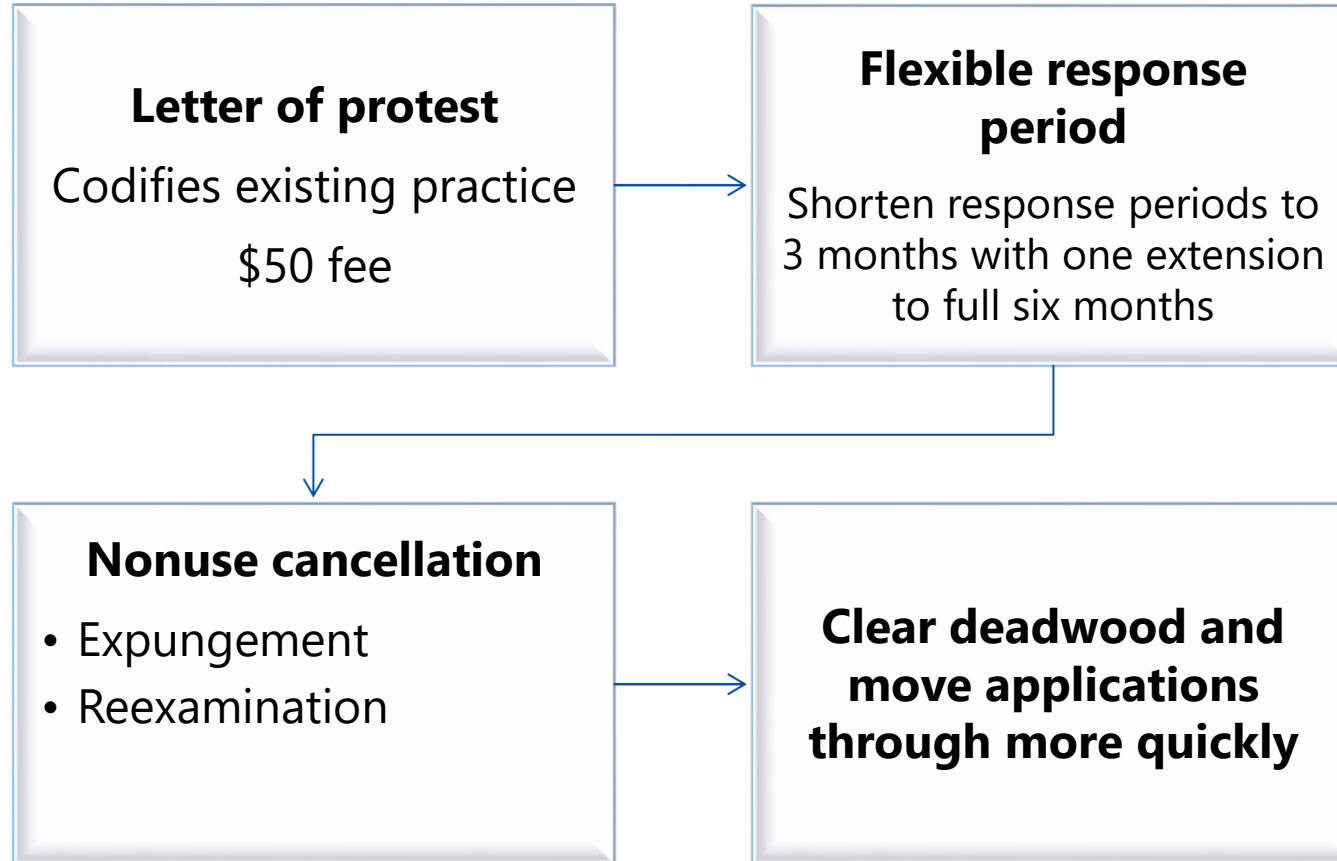 Letter of protest
Codifies existing practice
$50 fee
Flexible response
period
Shorten response periods to
3 months with one extension
to full six months
Nonuse cancellation
• Expungement
• Reexamination
Clear deadwood and
move applications
through more quickly